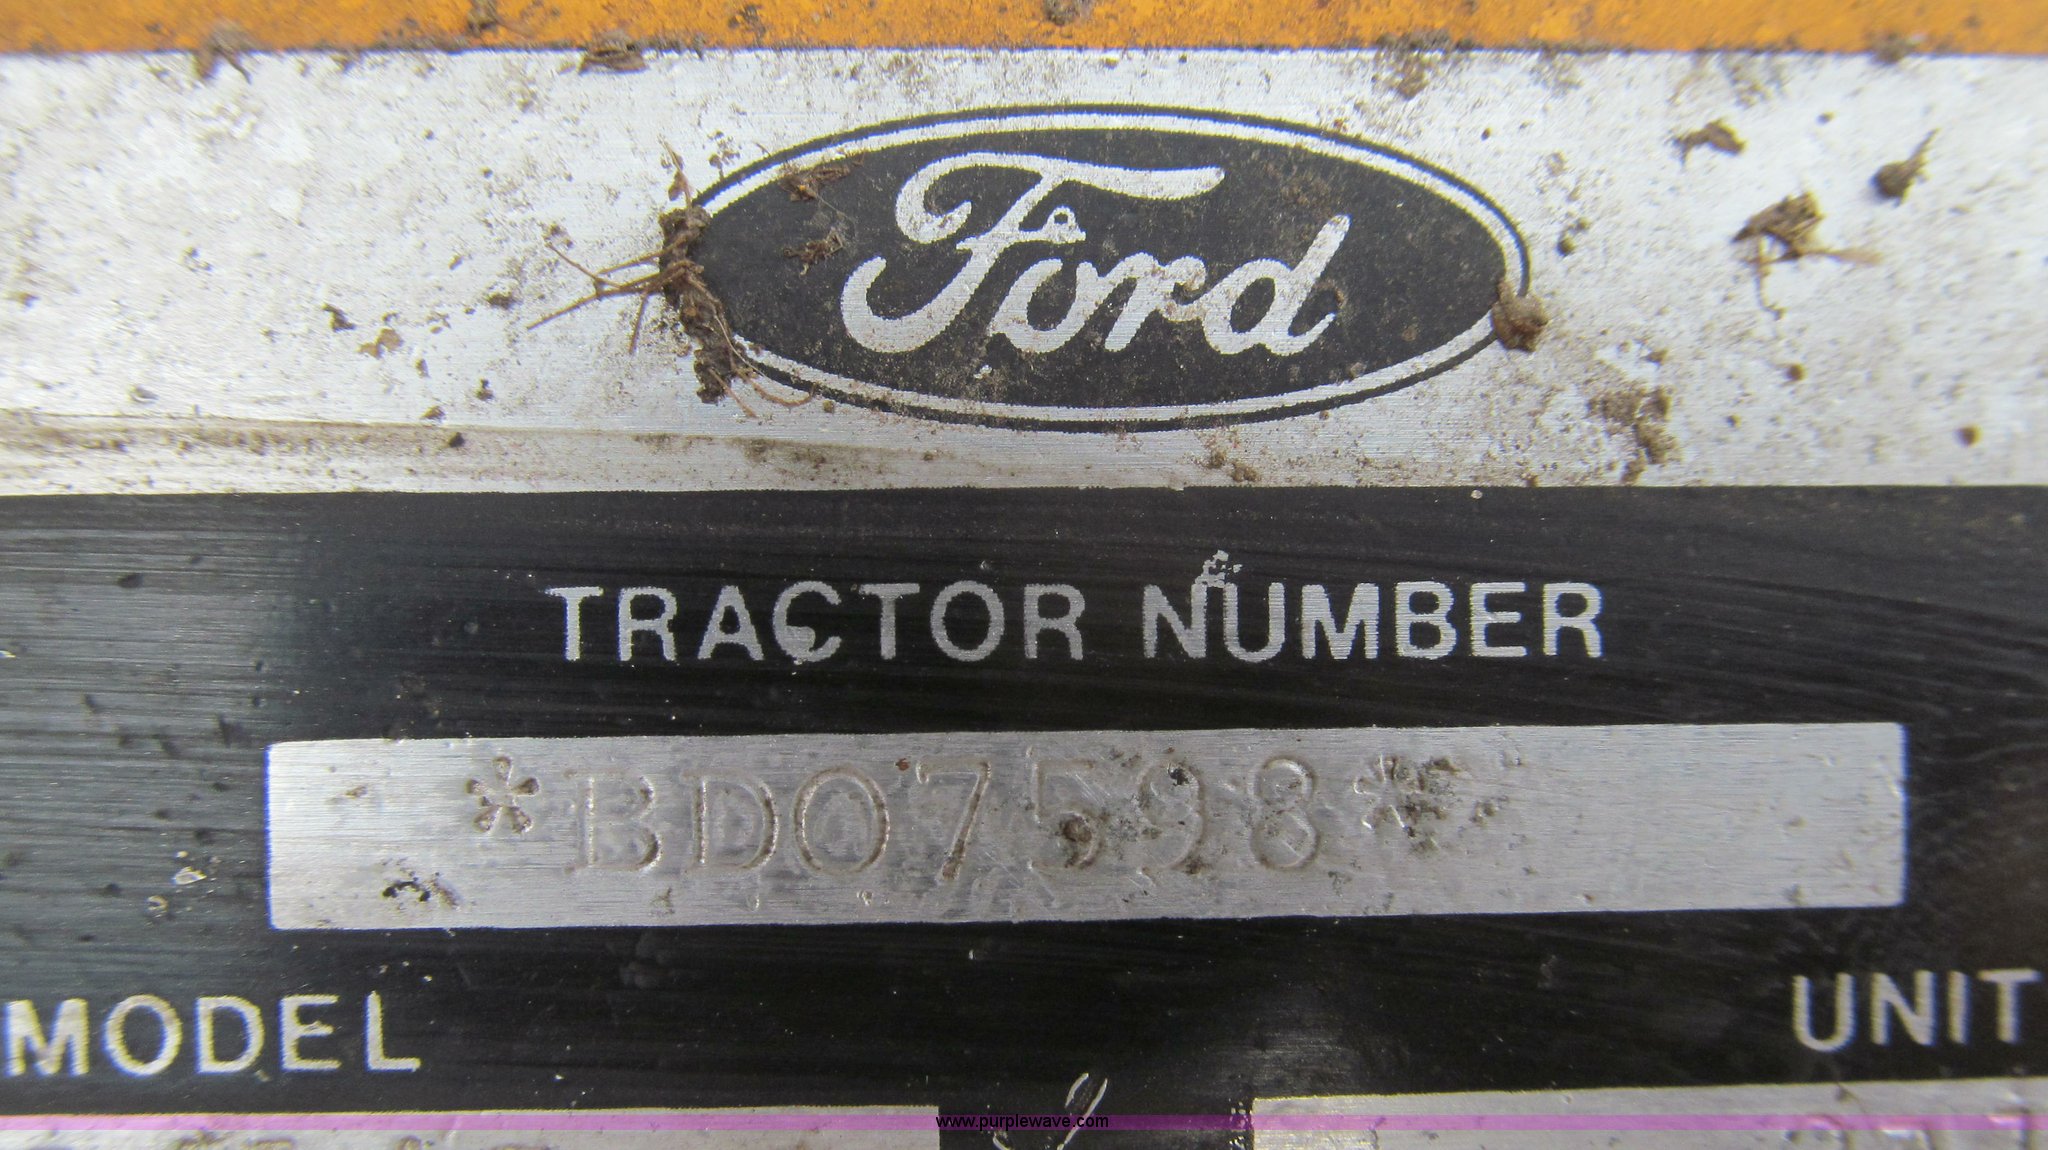 Ford
TRACTOR NUMBER
*BD07598*
MODEL UNIT
www.purplewave.com